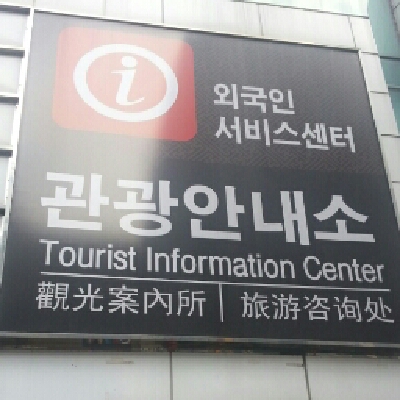 외국인
서비스센터
관광안내소
Tourist Information Center
觀光案內所 | 旅游咨询处